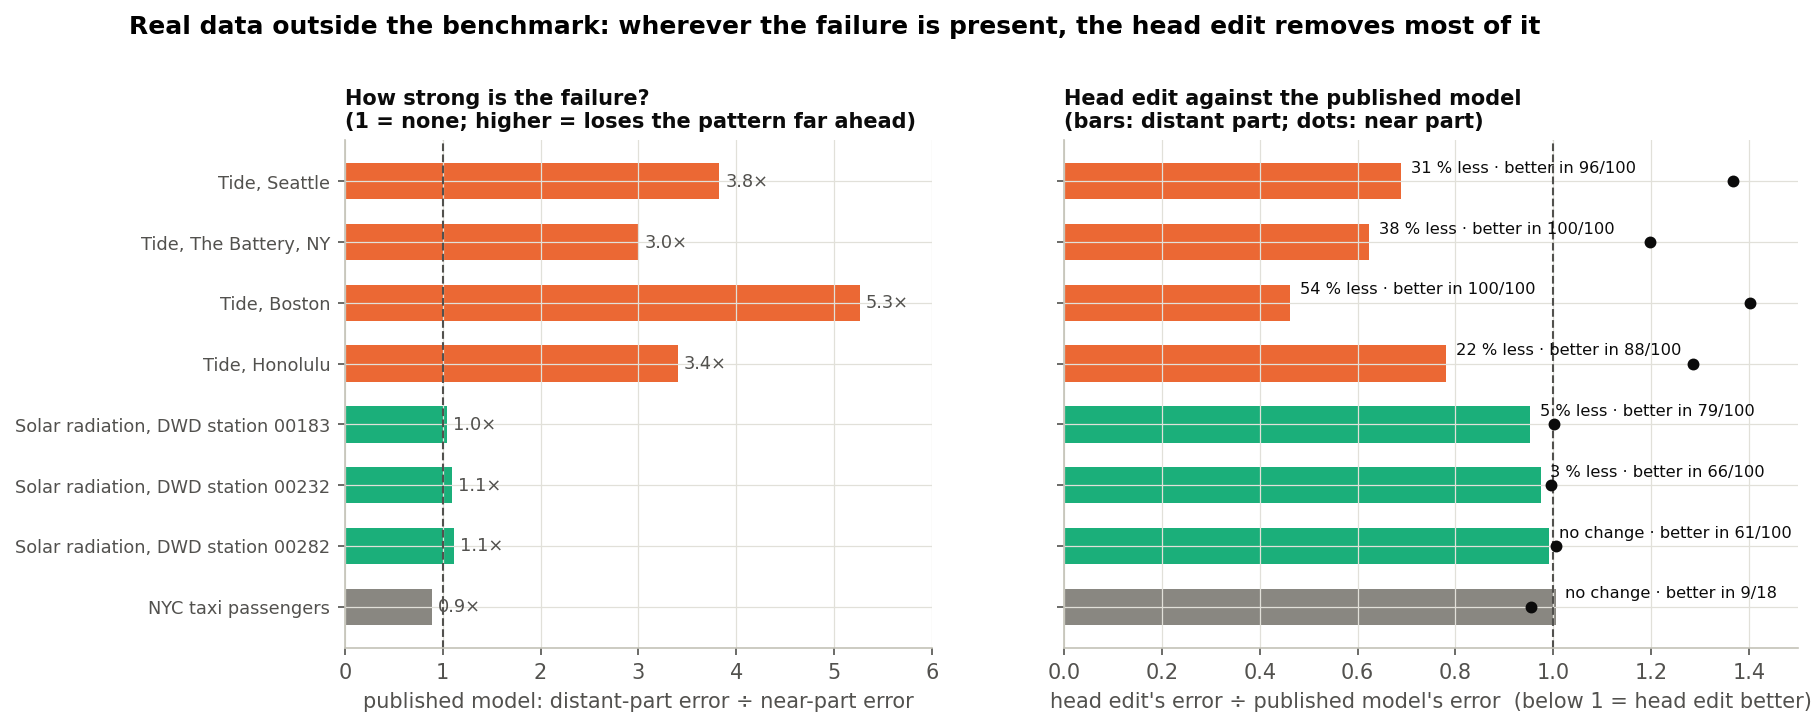 Real data outside the benchmark: wherever the failure is present, the head edit removes most of it
How strong is the failure?
(1 = none; higher = loses the pattern far ahead)
Tide, Seattle
3.8×
Tide, The Battery, NY
3.0×
Tide, Boston
5.3×
Tide, Honolulu
3.4×
Solar radiation, DWD station 00183
1.0×
Solar radiation, DWD station 00232
1.1×
Solar radiation, DWD station 00282
1.1×
NYC taxi passengers
0.9×
0 1 2 3 4 5 6
published model: distant-part error ÷ near-part error
Head edit against the published model
(bars: distant part; dots: near part)
31 % less · better in 96/100
38 % less · better in 100/100
54 % less · better in 100/100
22 % less · better in 88/100
5 % less · better in 79/100
3 % less · better in 66/100
no change · better in 61/100
no change · better in 9/18
0.0 0.2 0.4 0.6 0.8 1.0 1.2 1.4
head edit's error ÷ published model's error (below 1 = head edit better)